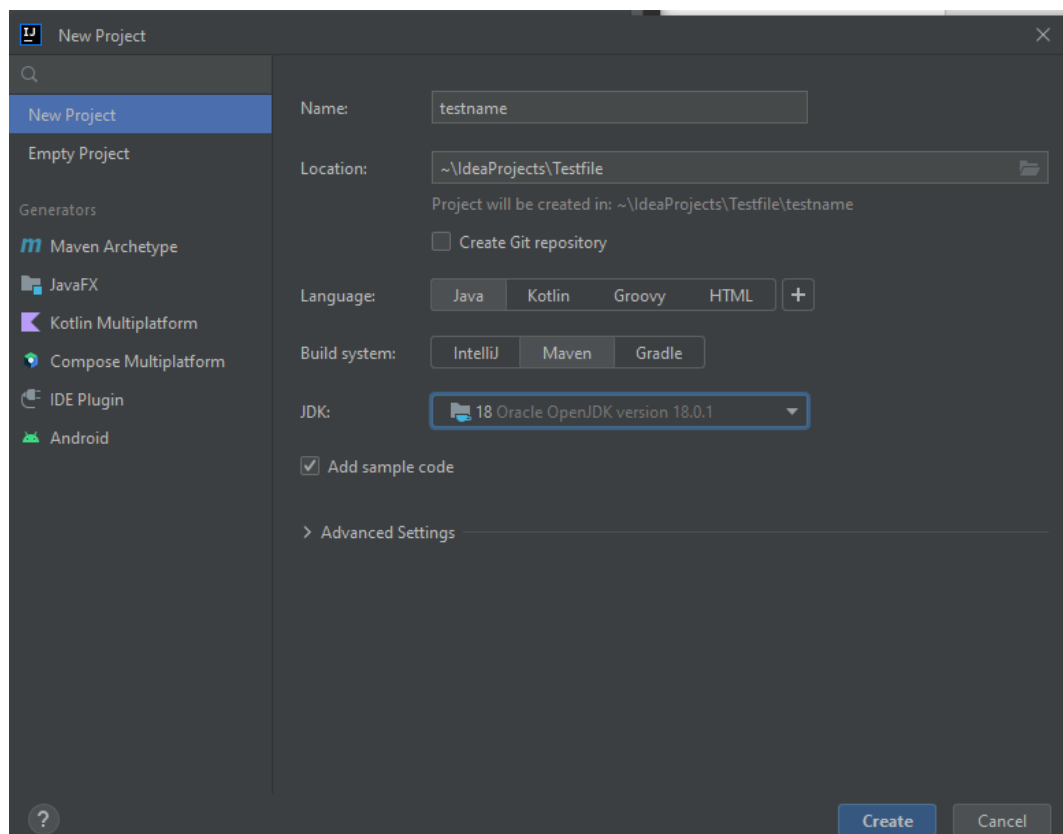 IJ
New Project
New Project
Empty Project
Generators
m Maven Archetype
JavaFX
Kotlin Multiplatform
Compose Multiplatform
IDE Plugin
Android
?
Name: testname
Location: ~\IdeaProjects\Testfile
Project will be created in: ~\IdeaProjects\Testfile\testname
Create Git repository
Language: Java Kotlin Groovy HTML +
Build system: IntelliJ Maven Gradle
JDK: 18 Oracle OpenJDK version 18.0.1
Add sample code
Advanced Settings
Create Cancel